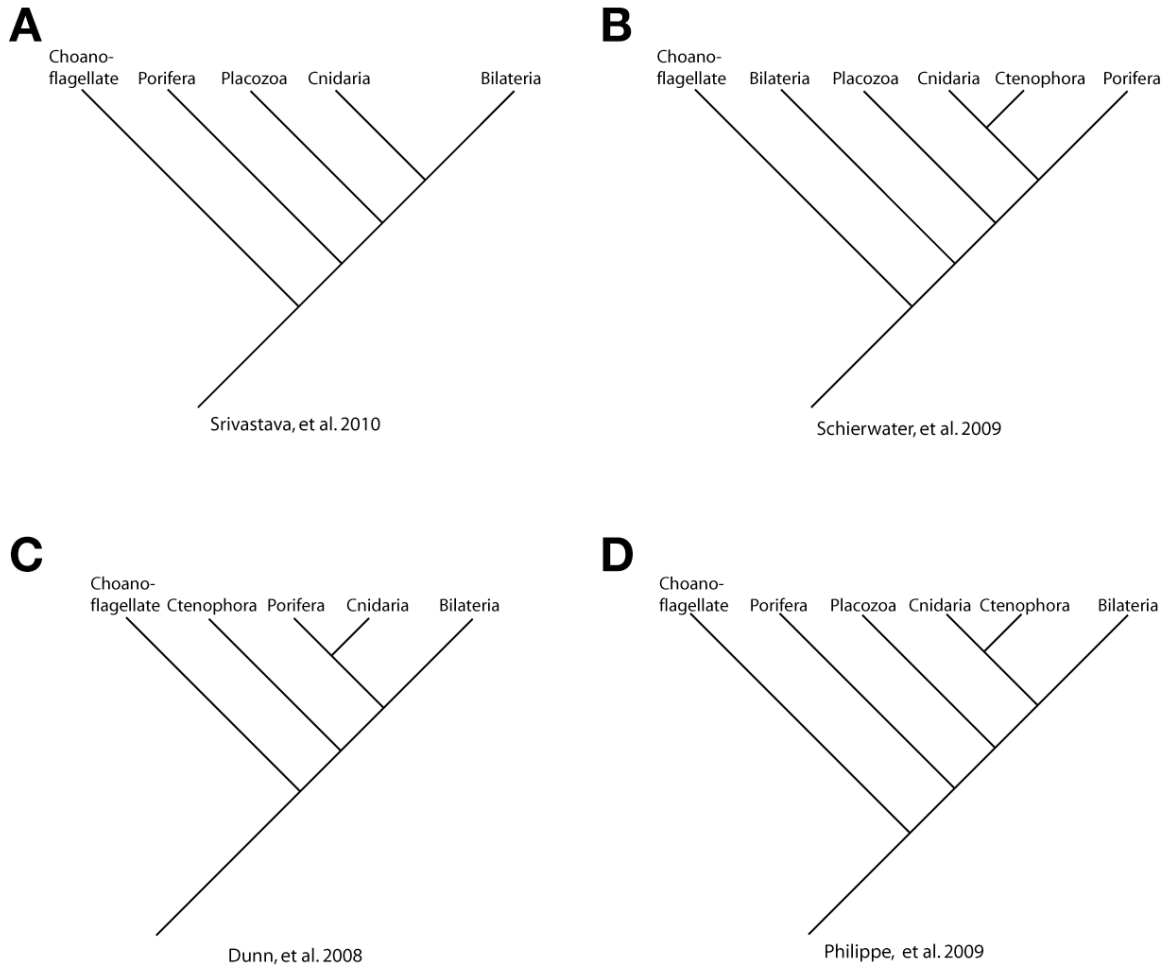 A
Choano-
flagellate Porifera Placozoa Cnidaria Bilateria
Srivastava, et al. 2010
B
Choano-
flagellate Bilateria Placozoa Cnidaria Ctenophora Porifera
Schierwater, et al. 2009
C
Choano-
flagellate Ctenophora Porifera Cnidaria Bilateria
Dunn, et al. 2008
D
Choano-
flagellate Porifera Placozoa Cnidaria Ctenophora Bilateria
Philippe, et al. 2009